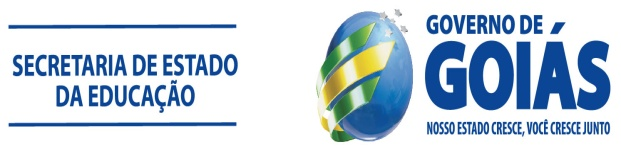 SECRETARIA DE ESTADO
DA EDUCAÇÃO
GOVERNO DE
GOIÁS
NOSSO ESTADO CRESCE, VOCÊ CRESCE JUNTO